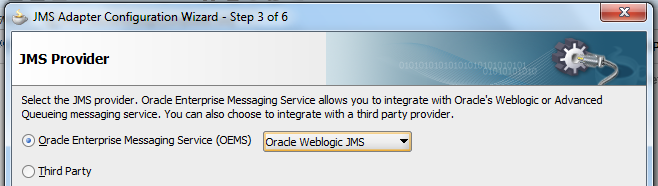 JMS Adapter Configuration Wizard - Step 3 of 6
JMS Provider
010101010101010101010101
0101010101010
Select the JMS provider. Oracle Enterprise Messaging Service allows you to integrate with Oracle's Weblogic or Advanced
Queueing messaging service. You can also choose to integrate with a third party provider.
Oracle Enterprise Messaging Service (OEMS) Oracle Weblogic JMS
Third Party